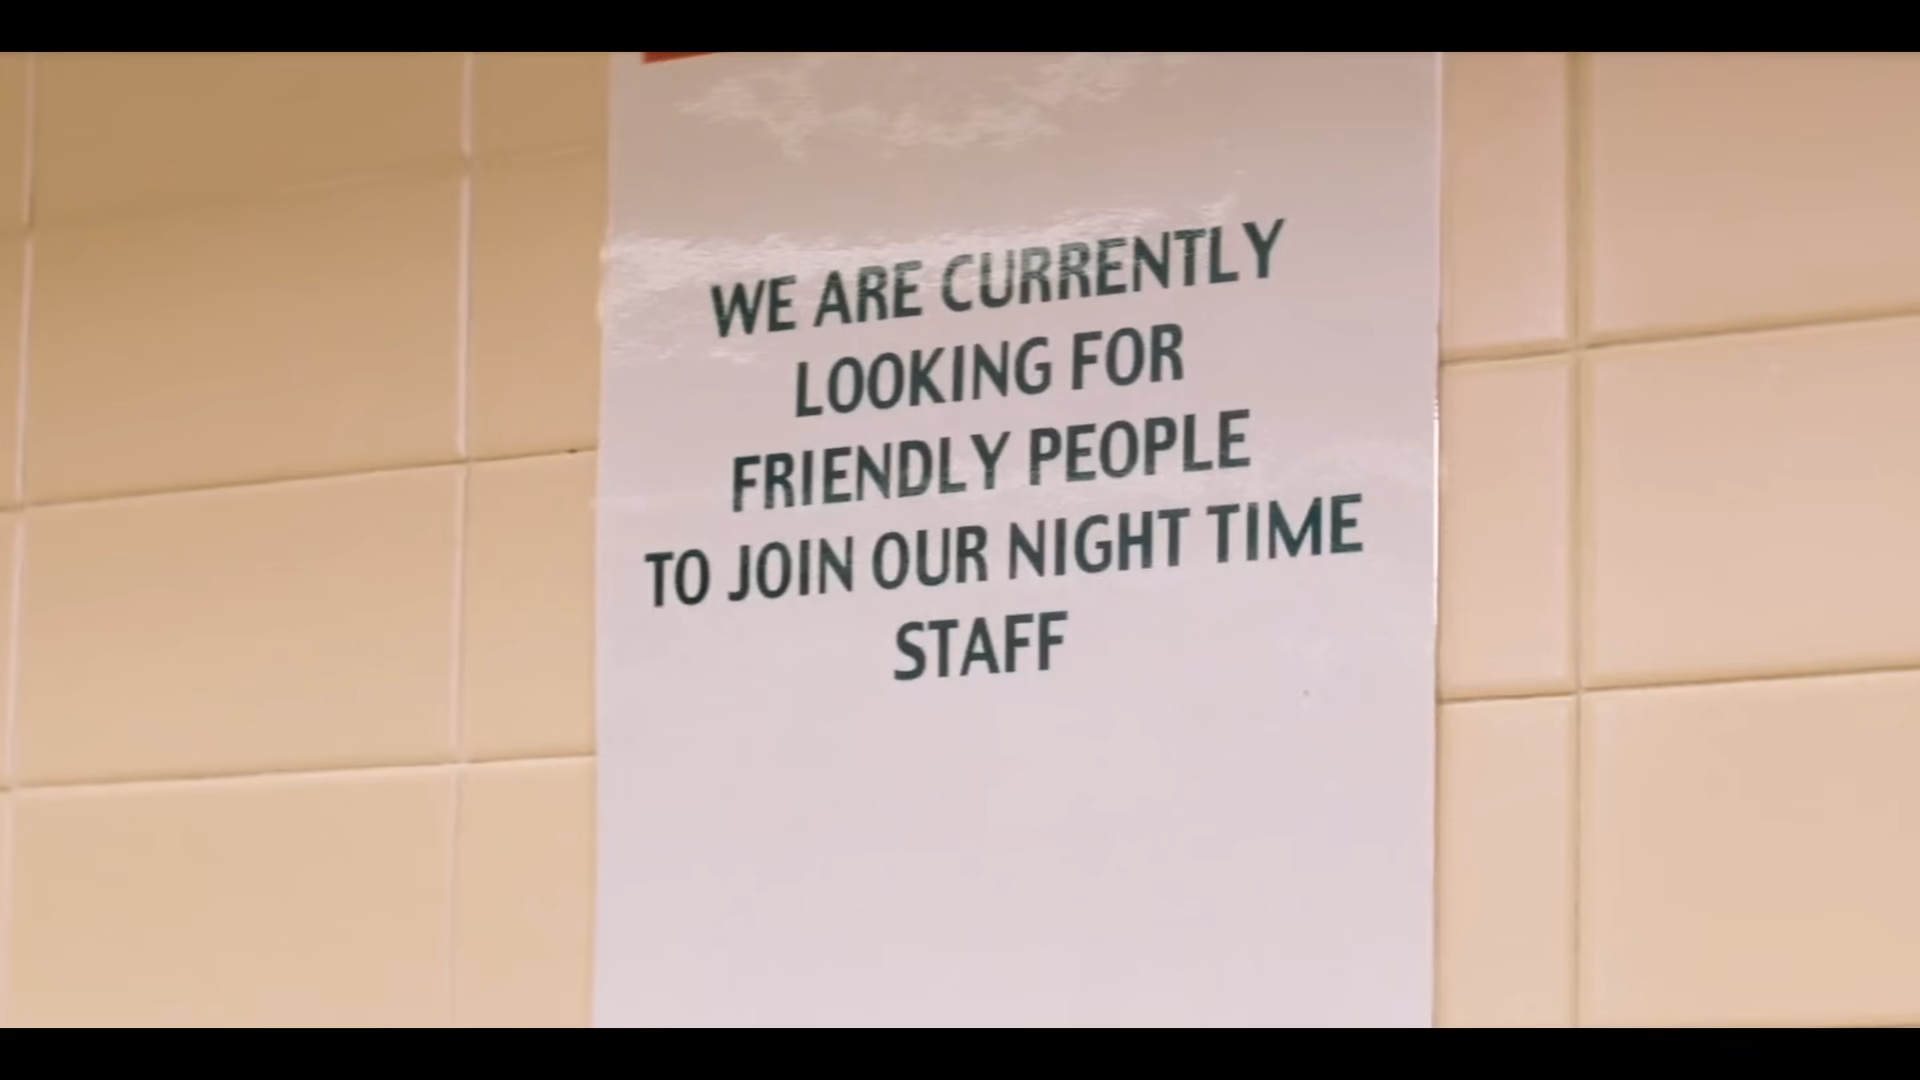 WE ARE CURRENTLY
LOOKING FOR
FRIENDLY PEOPLE
TO JOIN OUR NIGHT TIME
STAFF